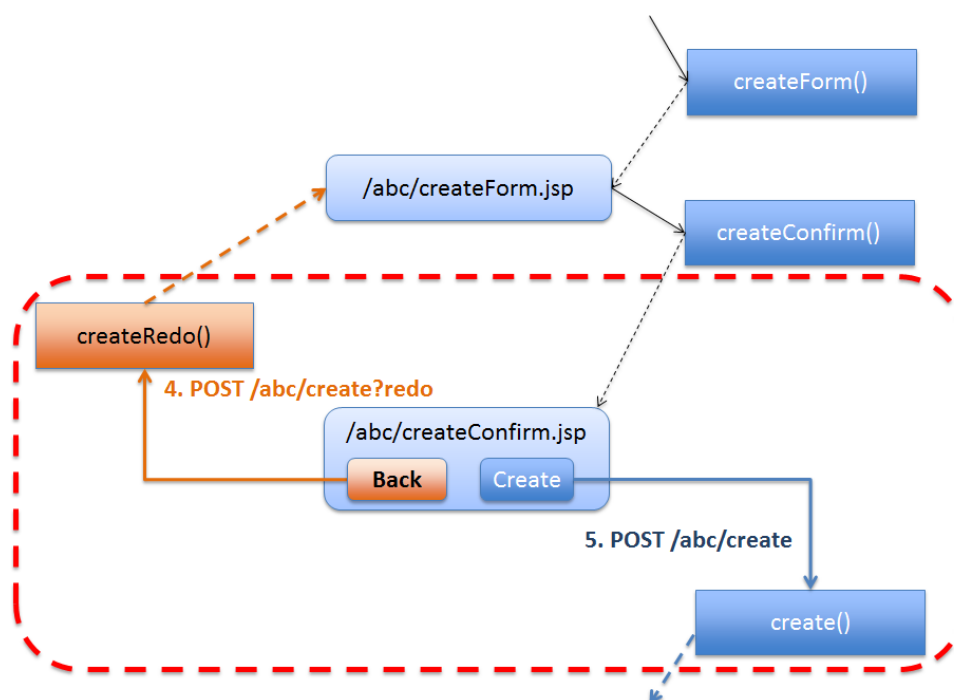 createForm()
/abc/createForm.jsp
createConfirm()
createRedo()
4. POST /abc/create?redo
/abc/createConfirm.jsp
Back
Create
5. POST /abc/create
create()